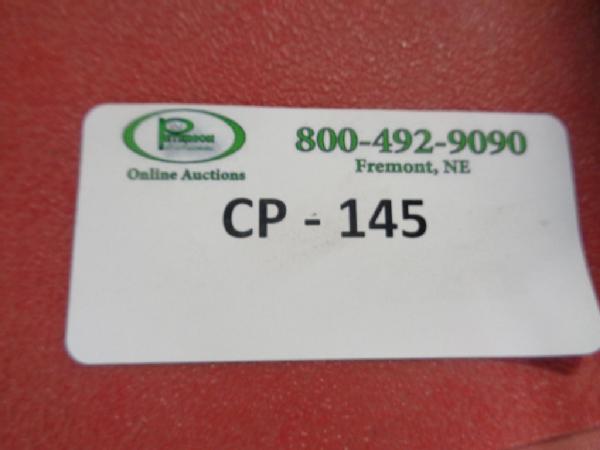 800-492-9090
Fremont, NE
Online Auctions
CP - 145